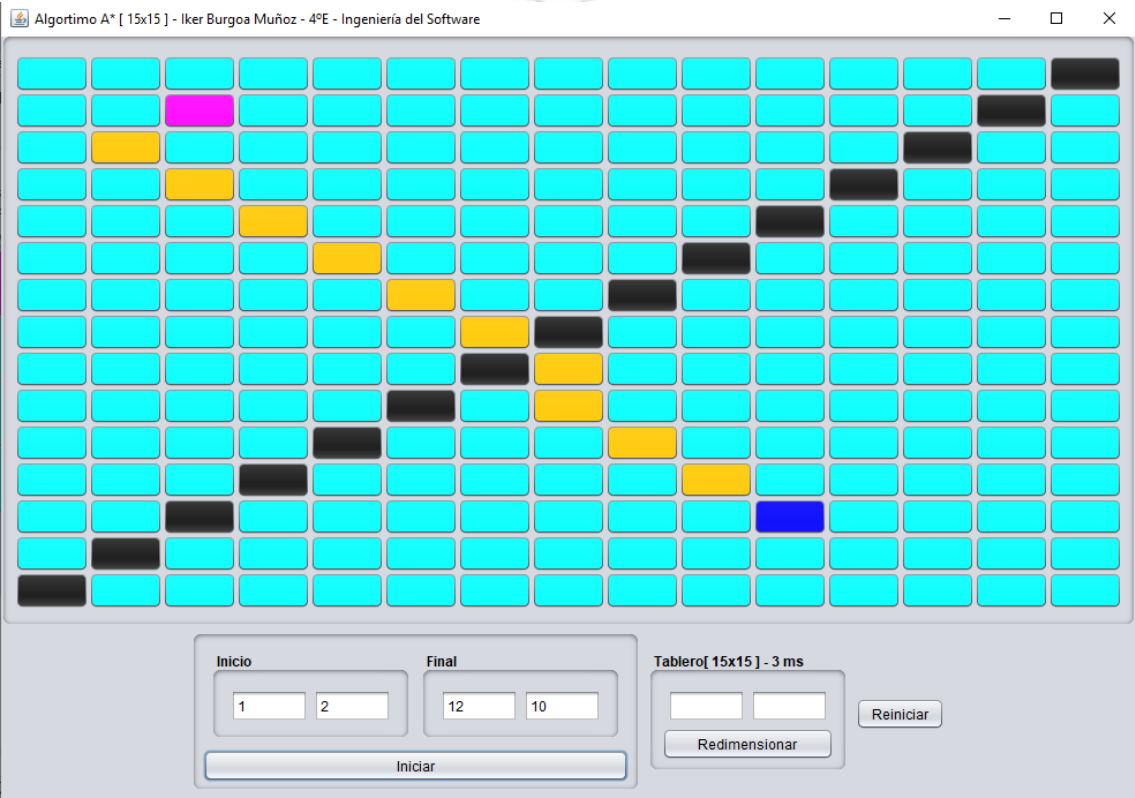 Algortimo A* [ 15x15 ] - Iker Burgoa Muñoz - 4ºE - Ingeniería del Software
Inicio
Final
Tablero[ 15x15 ] - 3 ms
1
2
12
10
Reiniciar
Redimensionar
Iniciar